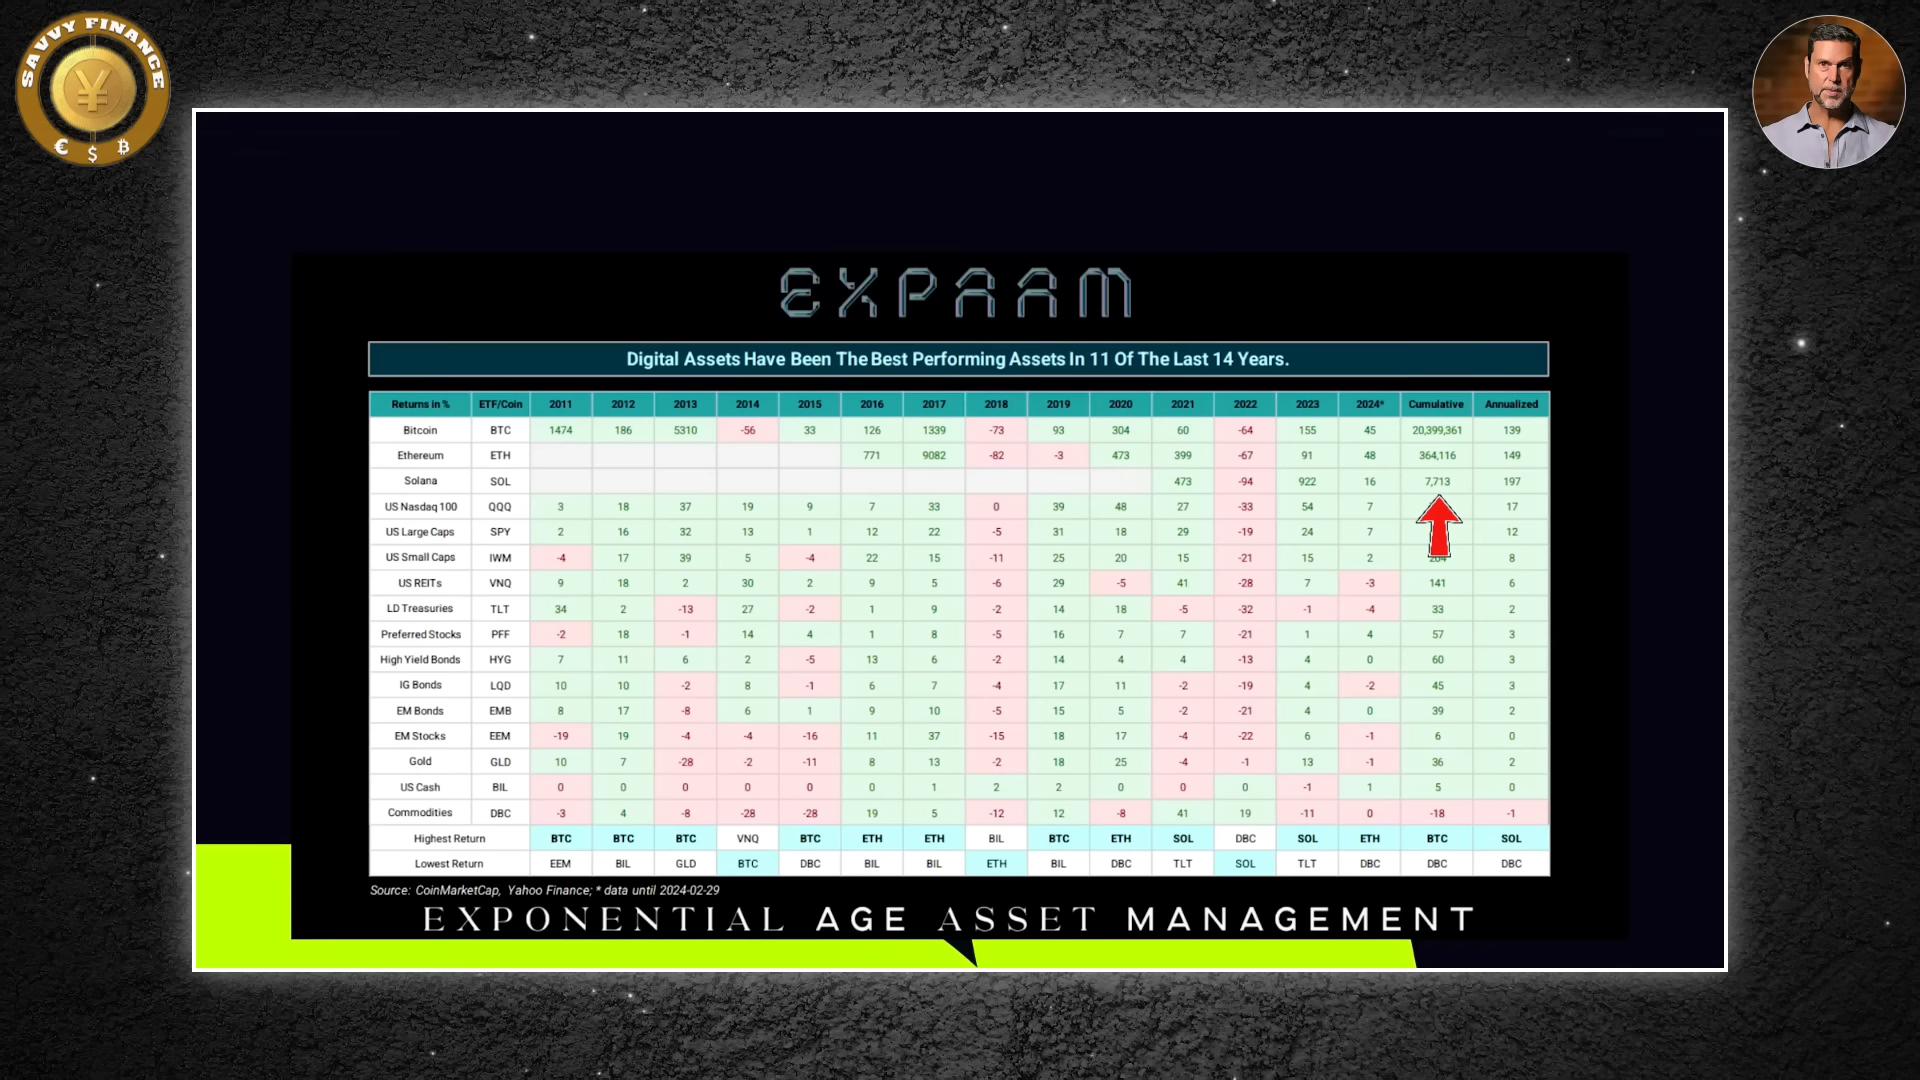 SAVVY FINANCE
¥
€ $ ₿
EXPAAM
Digital Assets Have Been The Best Performing Assets In 11 Of The Last 14 Years.
Returns in % ETF/Coin 2011 2012 2013 2014 2015 2016 2017 2018 2019 2020 2021 2022 2023 2024* Cumulative Annualized
Bitcoin BTC 1474 186 5310 -56 33 126 1339 -73 93 304 60 -64 155 45 20,399,361 139
Ethereum ETH 771 9082 -82 -3 473 399 -67 91 48 364,116 149
Solana SOL 473 -94 922 16 7,713 197
US Nasdaq 100 QQQ 3 18 37 19 9 7 33 0 39 48 27 -33 54 7 17
US Large Caps SPY 2 16 32 13 1 12 22 -5 31 18 29 -19 24 7 12
US Small Caps IWM -4 17 39 5 -4 22 15 -11 25 20 15 -21 15 2 8
US REITs VNQ 9 18 2 30 2 9 5 -6 29 -5 41 -28 7 -3 141 6
LD Treasuries TLT 34 2 -13 27 -2 1 9 -2 14 18 -5 -32 -1 -4 33 2
Preferred Stocks PFF -2 18 -1 14 4 1 8 -5 16 7 7 -21 1 4 57 3
High Yield Bonds HYG 7 11 6 2 -5 13 6 -2 14 4 4 -13 4 0 60 3
IG Bonds LQD 10 10 -2 8 -1 6 7 -4 17 11 -2 -19 4 -2 45 3
EM Bonds EMB 8 17 -8 6 1 9 10 -5 15 5 -2 -21 4 0 39 2
EM Stocks EEM -19 19 -4 -4 -16 11 37 -15 18 17 -4 -22 6 -1 6 0
Gold GLD 10 7 -28 -2 -11 8 13 -2 18 25 -4 -1 13 -1 36 2
US Cash BIL 0 0 0 0 0 0 1 2 2 0 0 0 -1 1 5 0
Commodities DBC -3 4 -8 -28 -28 19 5 -12 12 -8 41 19 -11 0 -18 -1
Highest Return BTC BTC BTC VNQ BTC ETH ETH BIL BTC ETH SOL DBC SOL ETH BTC SOL
Lowest Return EEM BIL GLD BTC DBC BIL BIL ETH BIL DBC TLT SOL TLT DBC DBC DBC
Source: CoinMarketCap, Yahoo Finance; * data until 2024-02-29
EXPONENTIAL AGE ASSET MANAGEMENT